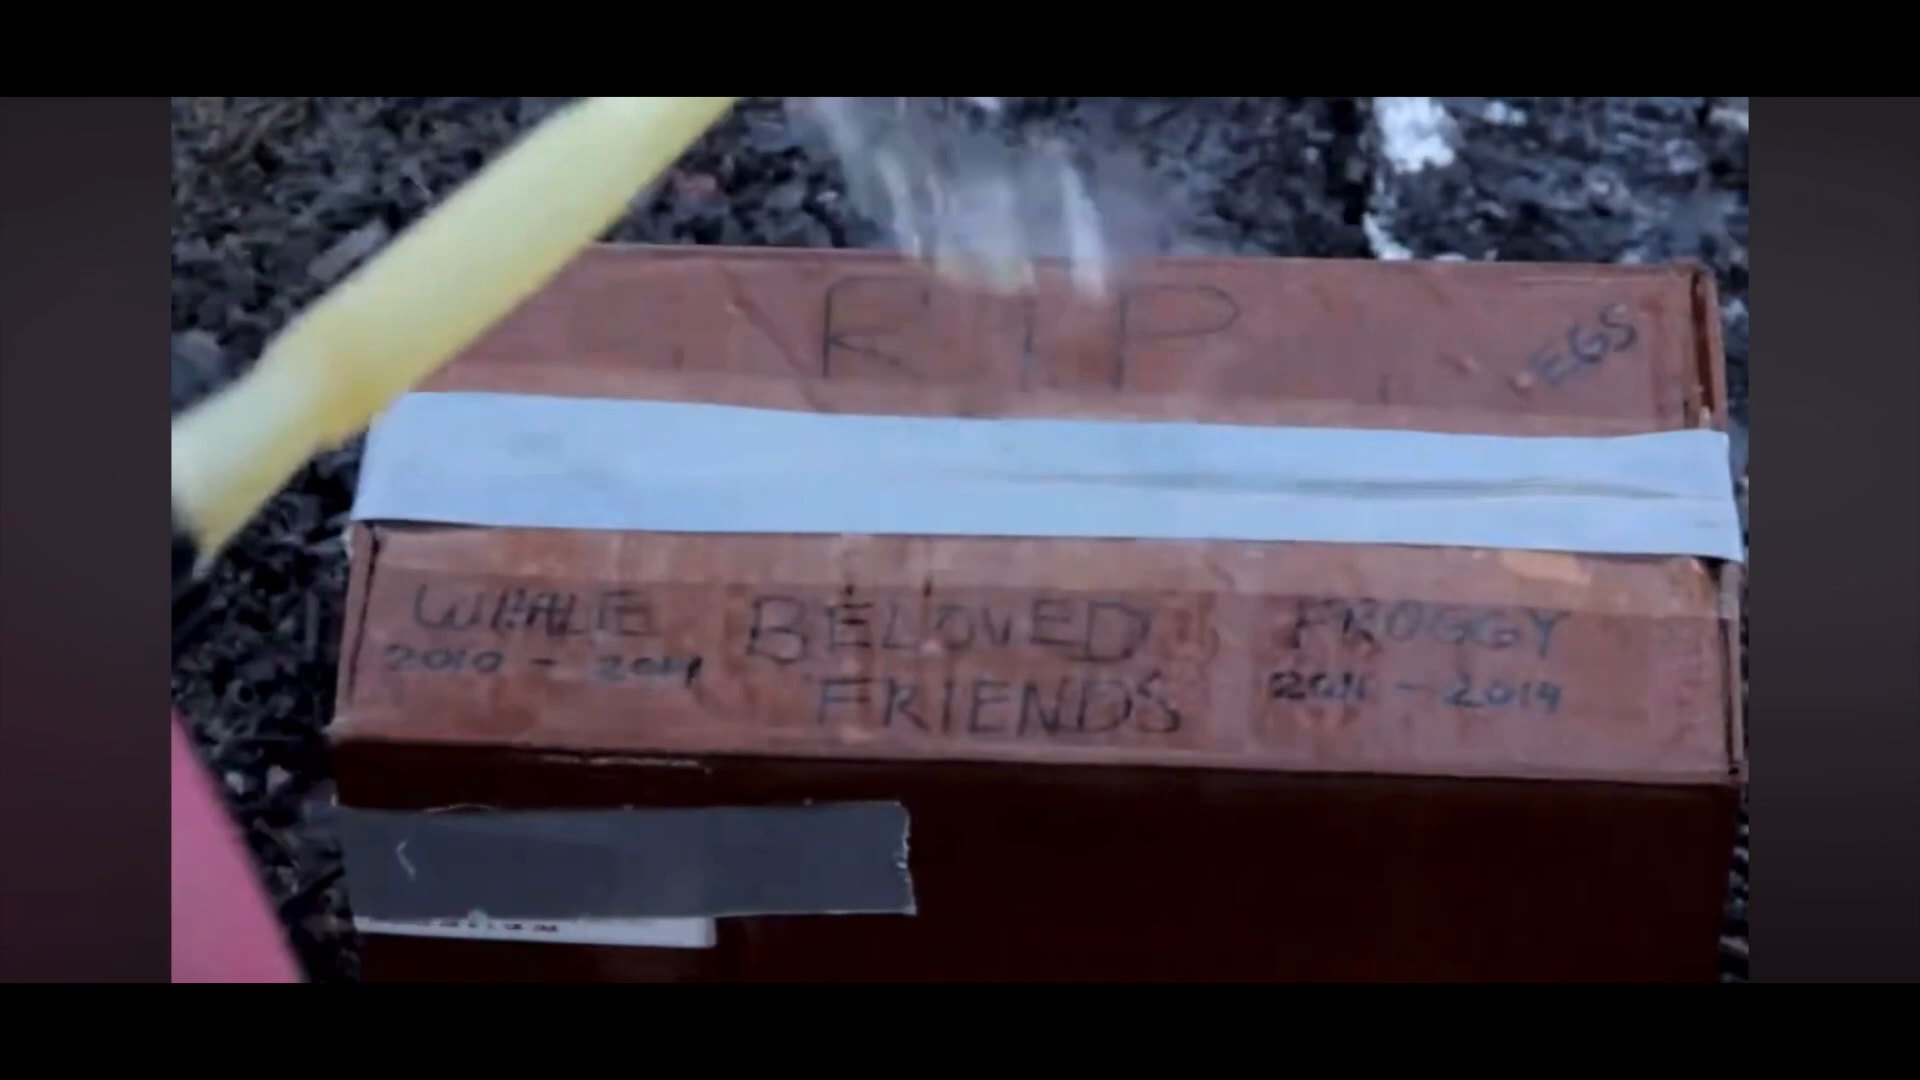 RIP
EGS
WHALE BELOVED FROGGY
2010 - 2014 FRIENDS 2011 - 2014